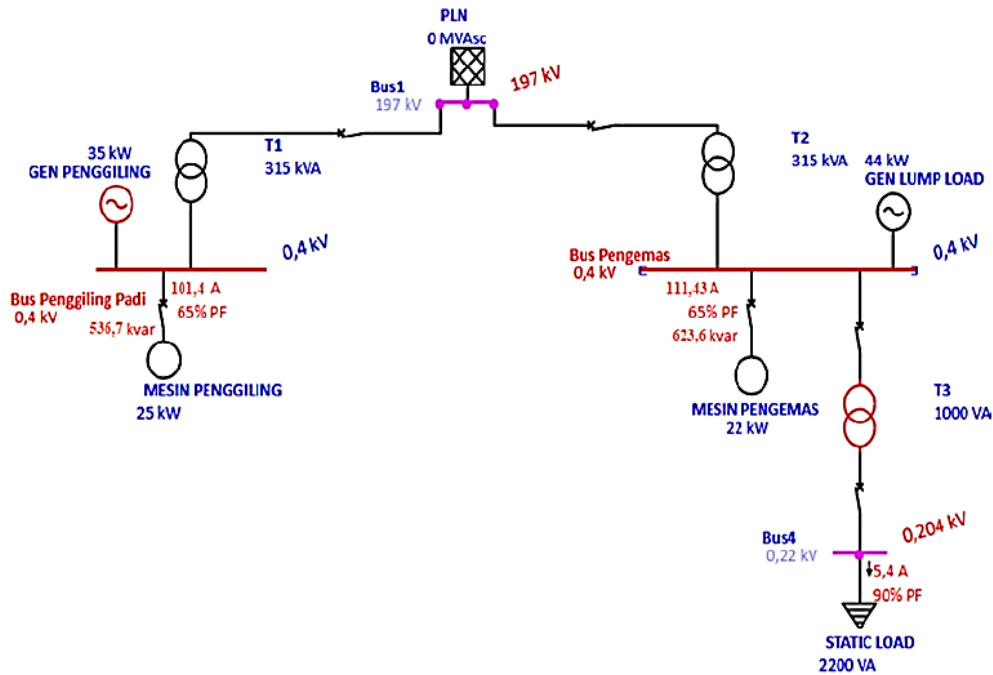 PLN
0 MVAsc
Bus1
197 kV
197 kV
T1
315 kVA
T2
315 kVA
35 kW
GEN PENGGILING
44 kW
GEN LUMP LOAD
0,4 kV
0,4 kV
Bus Penggiling Padi
0,4 kV
101,4 A
65% PF
536,7 kvar
MESIN PENGGILING
25 kW
Bus Pengemas
0,4 kV
111,43 A
65% PF
623,6 kvar
MESIN PENGEMAS
22 kW
T3
1000 VA
Bus4
0,22 kV
0,204 kV
5,4 A
90% PF
STATIC LOAD
2200 VA